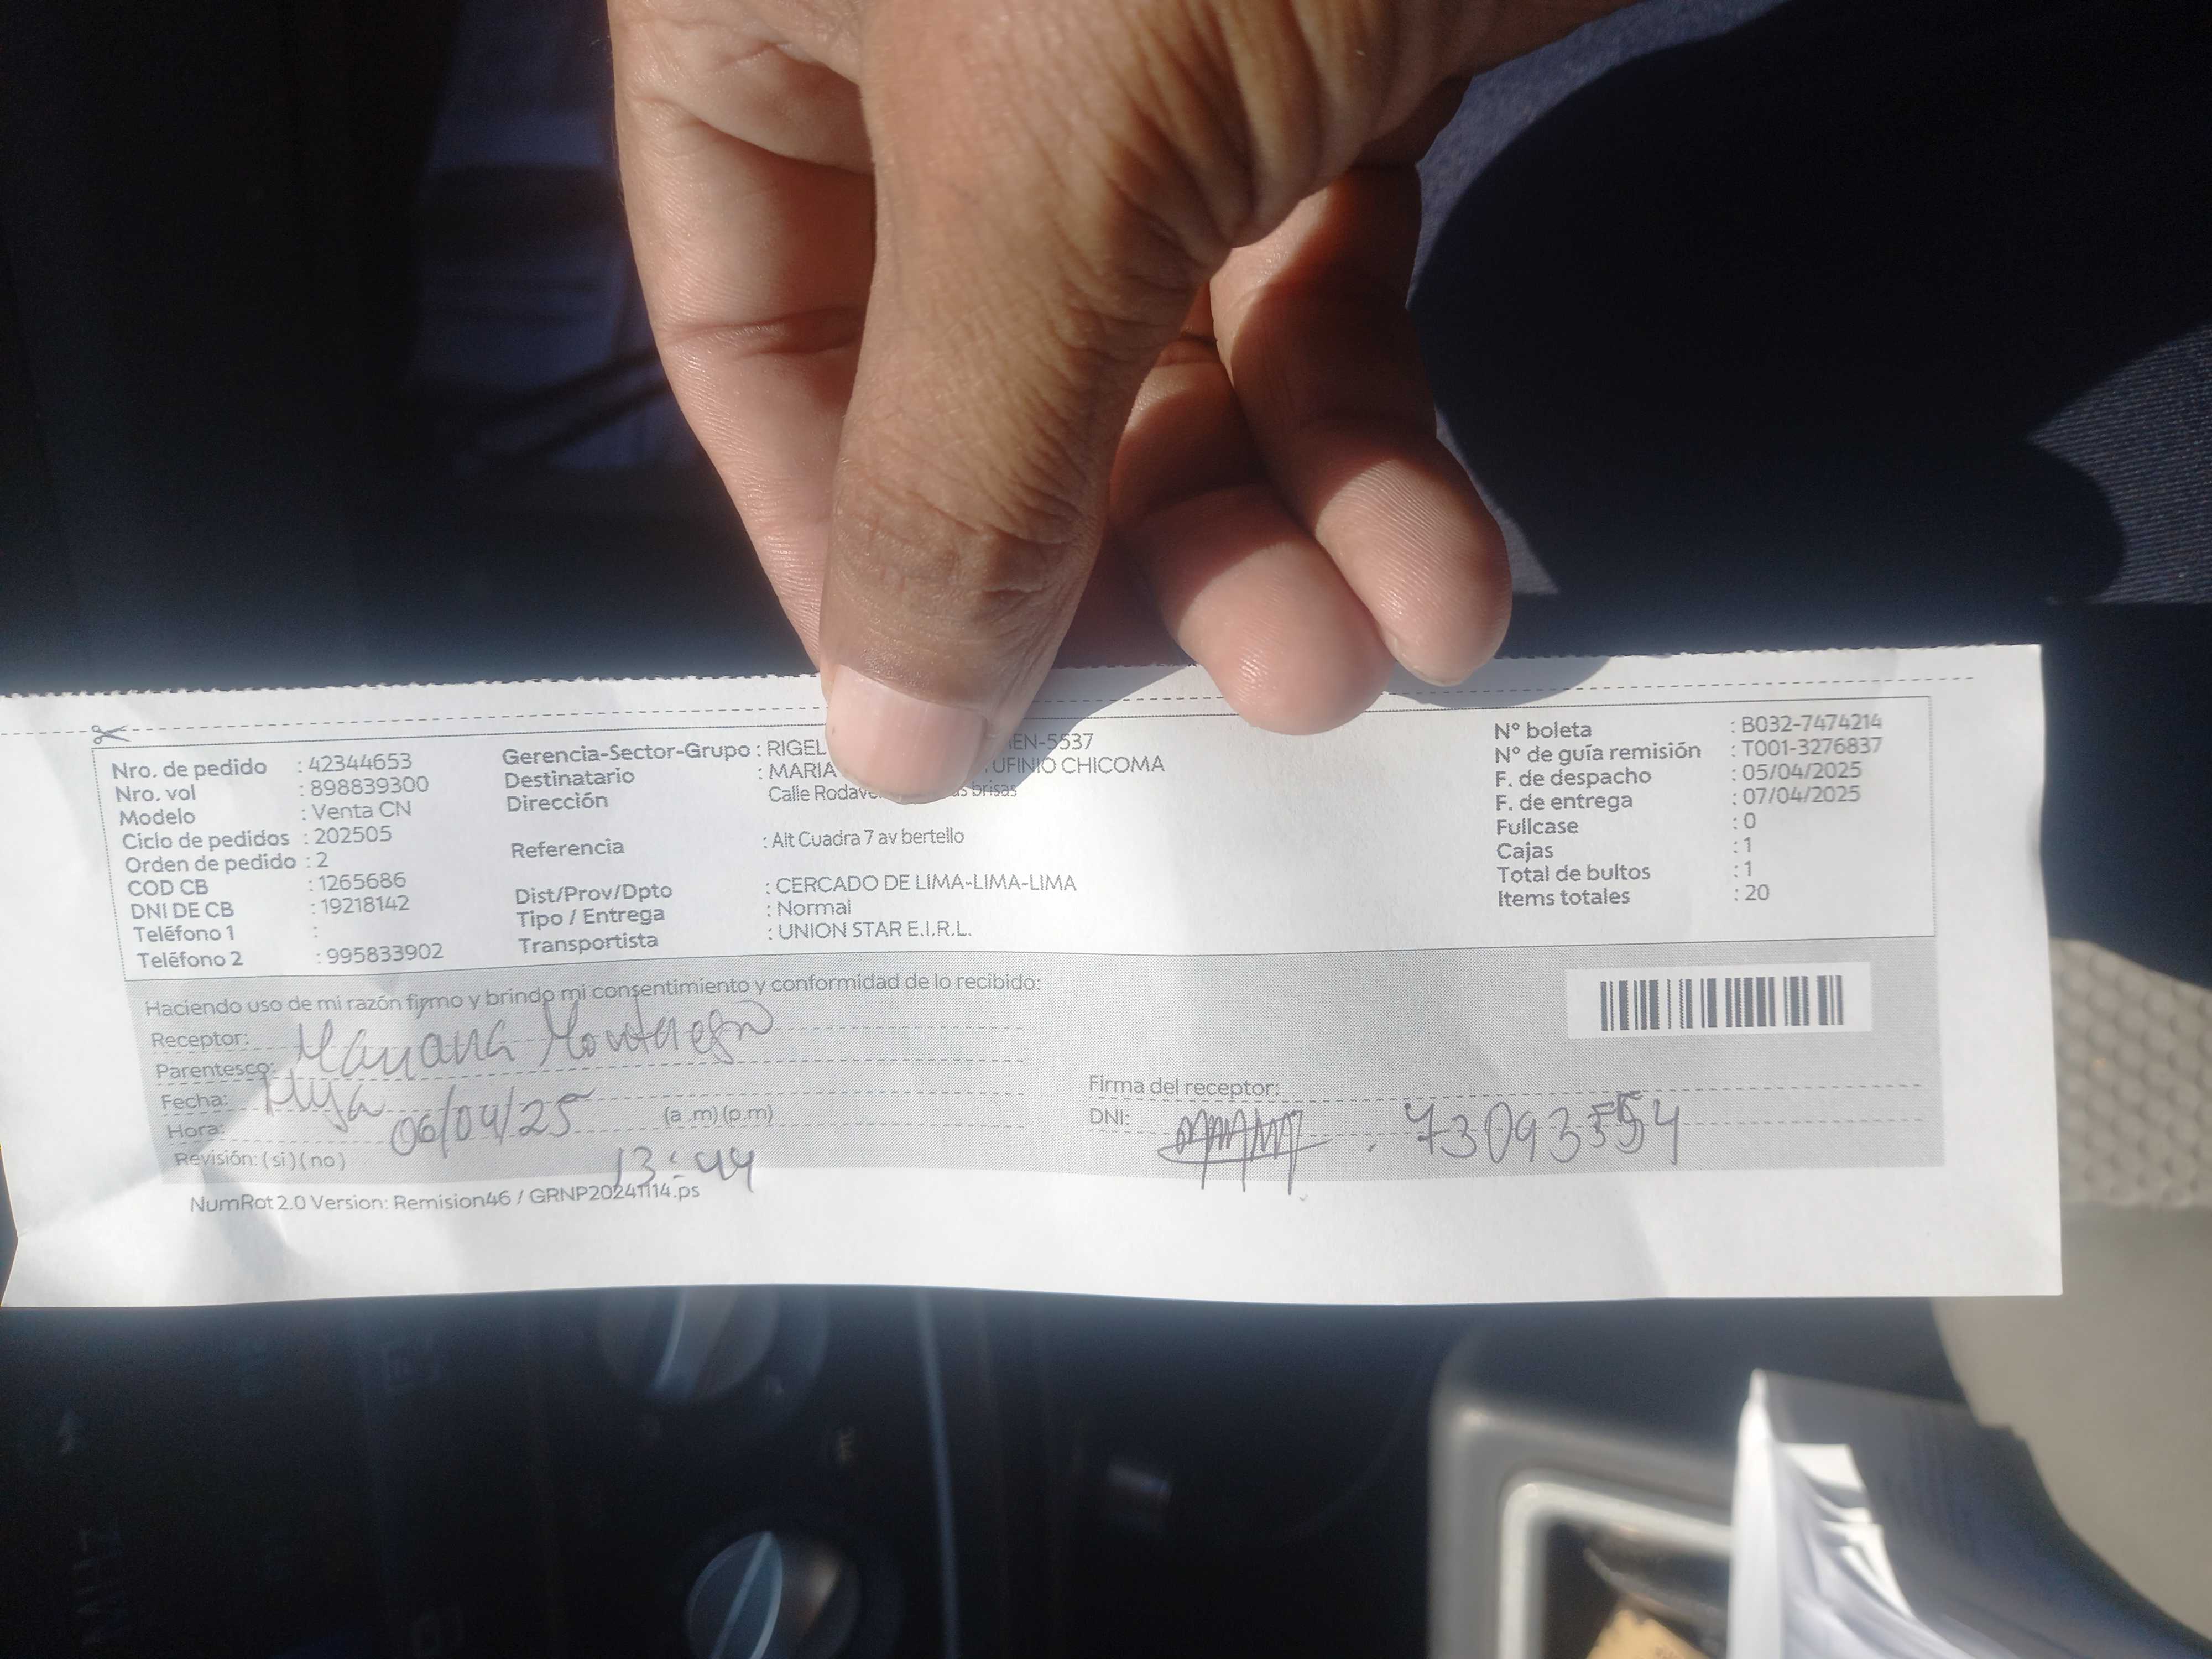 Nro. de pedido : 42344653
Nro. vol : 898839300
Modelo : Venta CN
Ciclo de pedidos : 202505
Orden de pedido : 2
COD CB : 1265686
DNI DE CB : 19218142
Teléfono 1 :
Teléfono 2 : 995833902
Gerencia-Sector-Grupo : RIGEL EN-5537
Destinatario : MARIA UFINIO CHICOMA
Dirección Calle brisas
Referencia : Alt Cuadra 7 av bertello
Dist/Prov/Dpto : CERCADO DE LIMA-LIMA-LIMA
Tipo / Entrega : Normal
Transportista : UNION STAR E.I.R.L.
N° boleta : B032-7474214
N° de guía remisión : T001-3276837
F. de despacho : 05/04/2025
F. de entrega : 07/04/2025
Fullcase : 0
Cajas : 1
Total de bultos : 1
Items totales : 20
Haciendo uso de mi razón firmo y brindo mi consentimiento y conformidad de lo recibido:
Receptor: Mariana
Parentesco: Hija
Fecha: 06/04/25
Hora: 13:44 (a .m) (p.m)
Revisión: ( si ) ( no )
Firma del receptor:
DNI:
NumRot 2.0 Version: Remision46 / GRNP20241114.ps